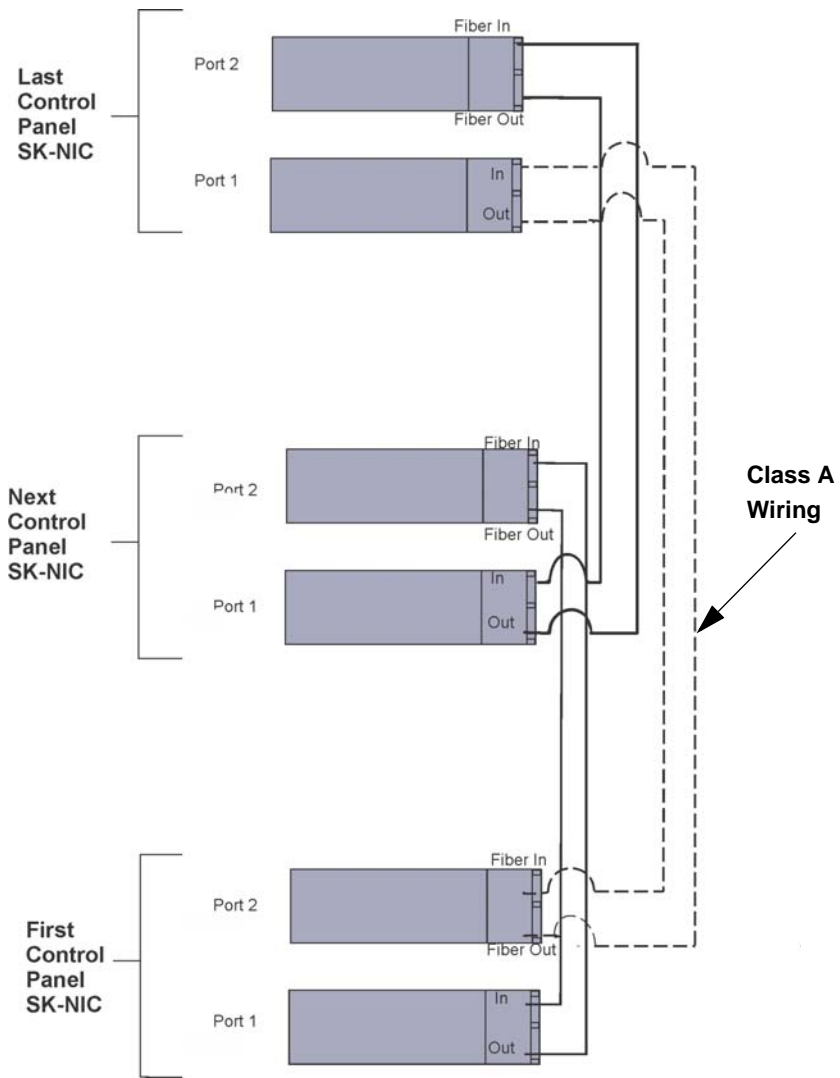 Fiber In
Port 2
Last
Control
Panel
SK-NIC
Fiber Out
Port 1
In
Out
Fiber In
Port 2
Next
Control
Panel
SK-NIC
Fiber Out
In
Port 1
Out
Class A
Wiring
Fiber In
Port 2
First
Control
Panel
SK-NIC
Fiber Out
In
Port 1
Out